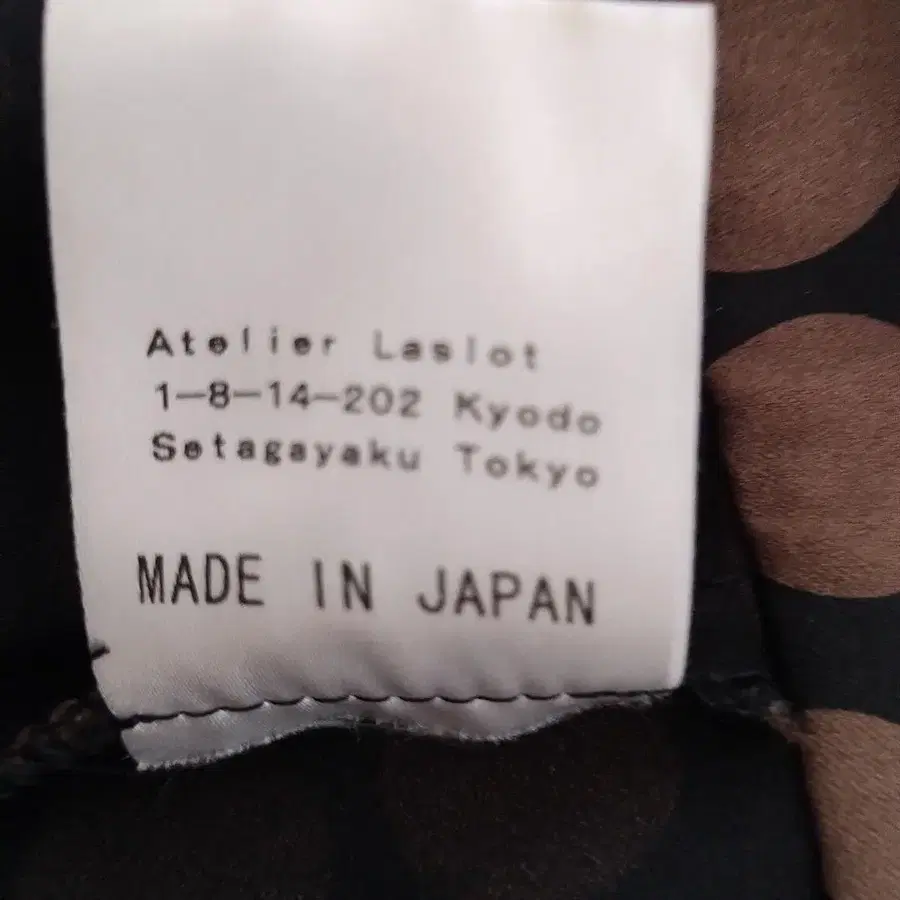 Atelier Laslot
1-8-14-202 Kyodo
Setagayaku Tokyo
MADE IN JAPAN